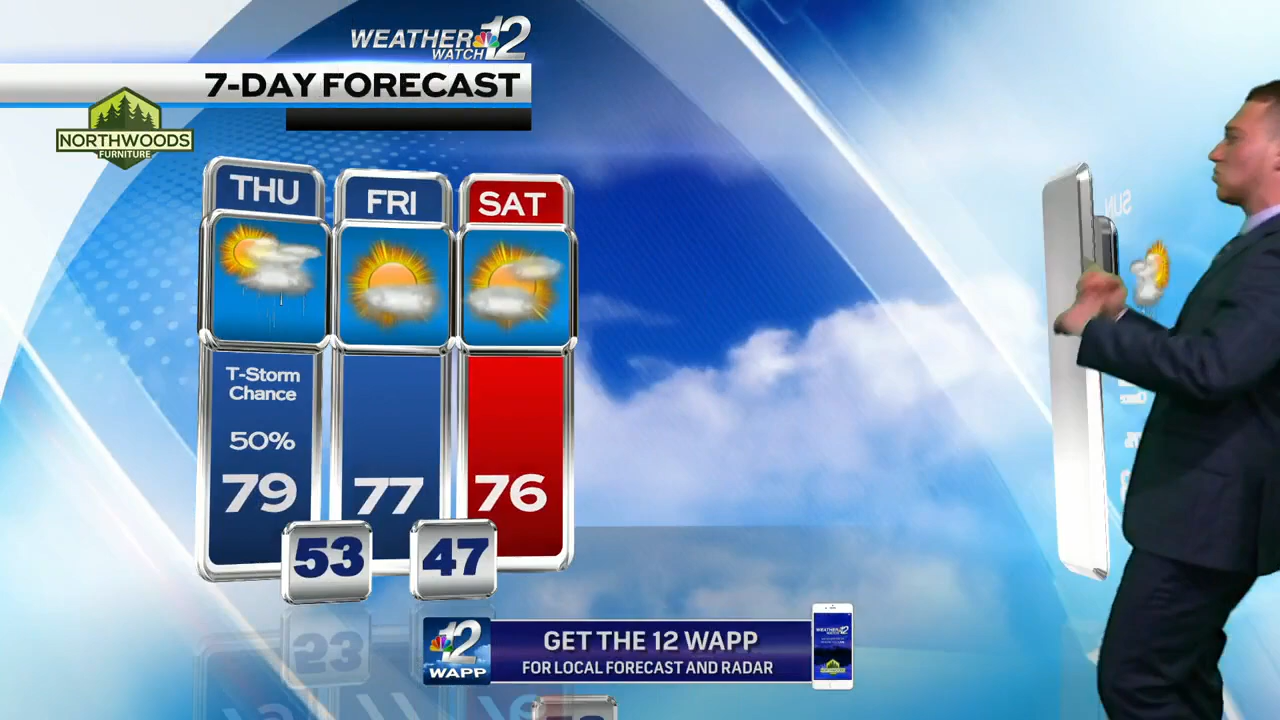 WEATHER
WATCH 12
7-DAY FORECAST
NORTHWOODS
FURNITURE
THU
FRI
SAT
SUN
T-Storm
Chance
50%
79
77
76
53
47
12
WAPP
GET THE 12 WAPP
FOR LOCAL FORECAST AND RADAR